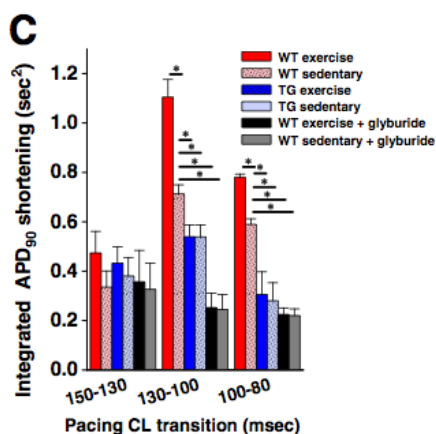 C
WT exercise
WT sedentary
TG exercise
TG sedentary
WT exercise + glyburide
WT sedentary + glyburide
Integrated APD90 shortening (sec2)
1.2
1.0
0.8
0.6
0.4
0.2
0.0
*
*
*
*
*
*
*
*
*
*
150-130
130-100
100-80
Pacing CL transition (msec)